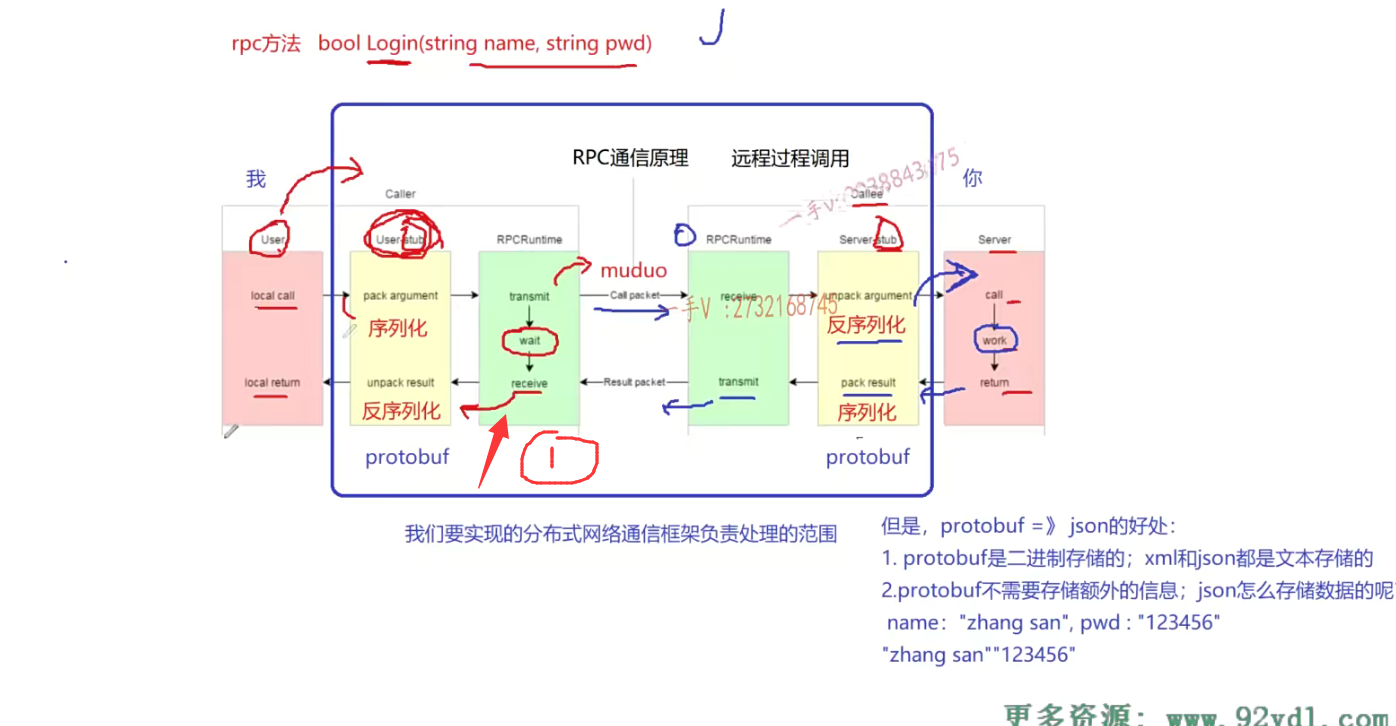 rpc方法 bool Login(string name, string pwd)
RPC通信原理 远程过程调用
我
你
Caller
Callee
User
User-stub
RPCRuntime
RPCRuntime
Server-stub
Server
muduo
local call
pack argument
transmit
Call packet
receive
unpack argument
call
一手V :2732168745
序列化
反序列化
wait
work
local return
unpack result
receive
Result packet
transmit
pack result
return
反序列化
序列化
1
protobuf
protobuf
我们要实现的分布式网络通信框架负责处理的范围
但是，protobuf =》 json的好处：
1. protobuf是二进制存储的；xml和json都是文本存储的
2.protobuf不需要存储额外的信息；json怎么存储数据的呢
name："zhang san", pwd : "123456"
"zhang san""123456"
更多资源：